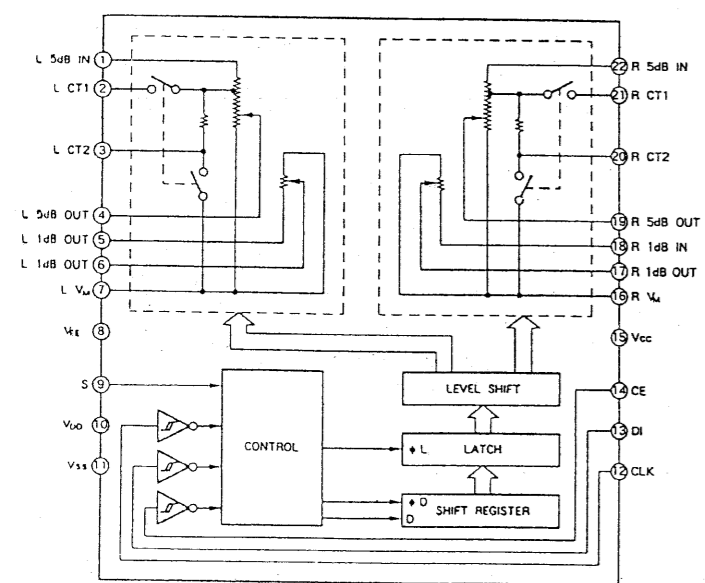 L 5dB IN 1
L CT1 2
L CT2 3
L 5dB OUT 4
L 1dB OUT 5
L 1dB OUT 6
L VM 7
VEE 8
S 9
VDD 10
VSS 11
22 R 5dB IN
21 R CT1
20 R CT2
19 R 5dB OUT
18 R 1dB IN
17 R 1dB OUT
16 R VM
15 Vcc
14 CE
13 DI
12 CLK
CONTROL
LEVEL SHIFT
φ L LATCH
φ D
D SHIFT REGISTER